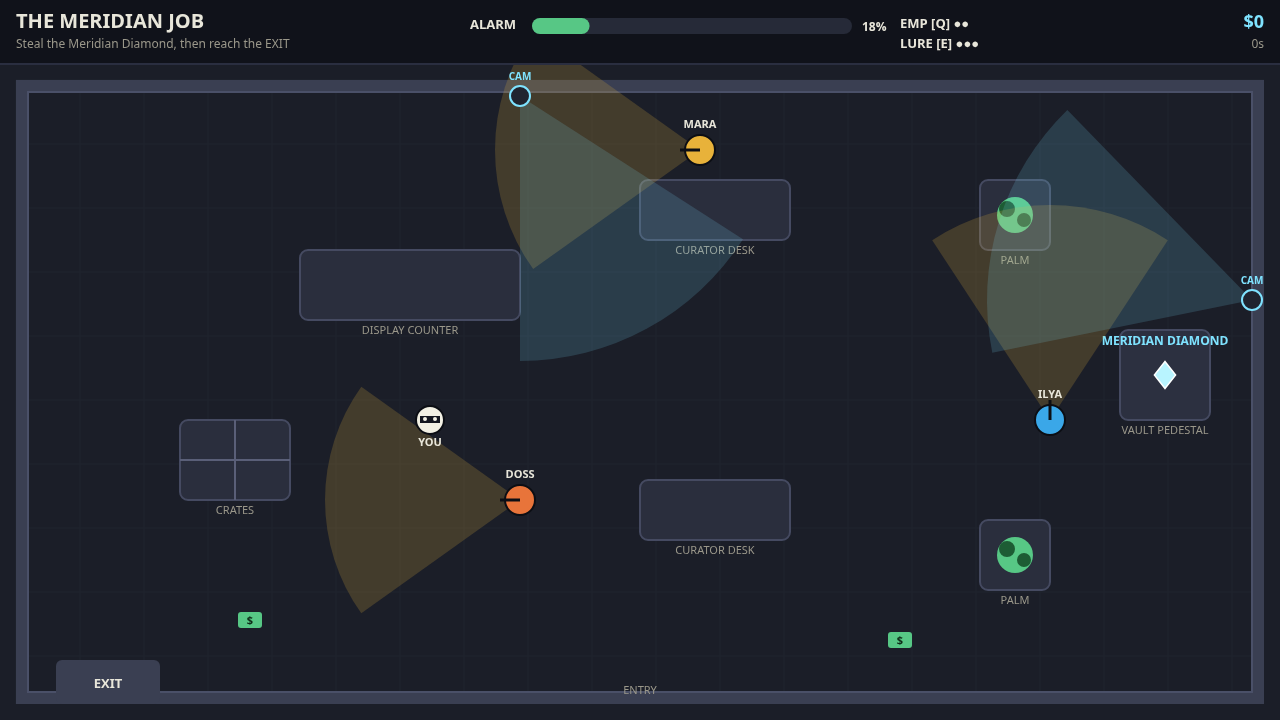 THE MERIDIAN JOB
Steal the Meridian Diamond, then reach the EXIT
ALARM
18%
EMP [Q] ●●
LURE [E] ●●●
$0
0s
CAM
MARA
CURATOR DESK
PALM
CAM
DISPLAY COUNTER
MERIDIAN DIAMOND
ILYA
VAULT PEDESTAL
YOU
DOSS
CRATES
CURATOR DESK
PALM
$
$
EXIT
ENTRY